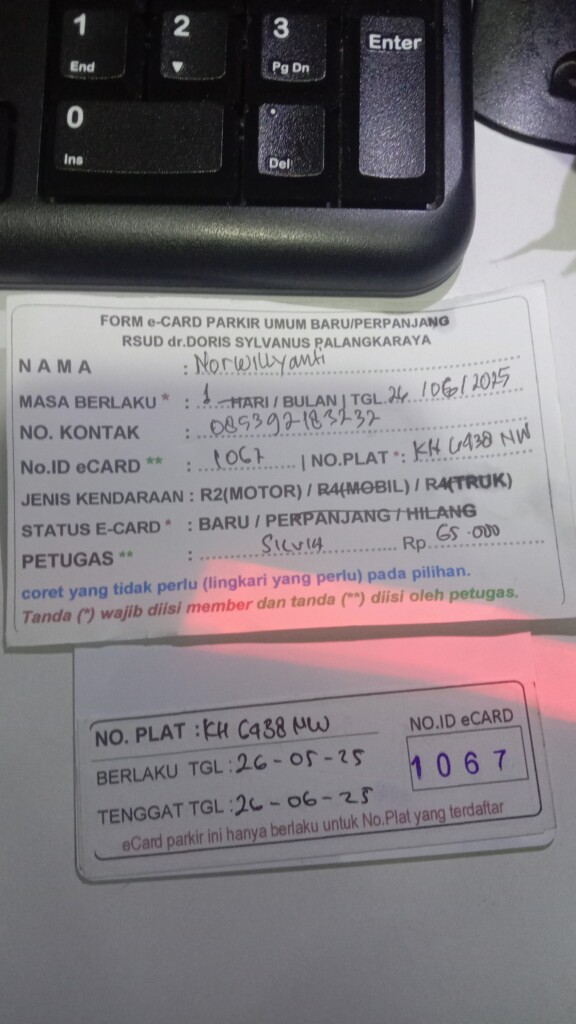 1 2 3 Enter
End ▼ Pg Dn
0 .
Ins Del
FORM e-CARD PARKIR UMUM BARU/PERPANJANG
RSUD dr.DORIS SYLVANUS PALANGKARAYA
NAMA : Norwillyanti
MASA BERLAKU * : 1 HARI / BULAN | TGL. 26 /06/2025
NO. KONTAK : 085392183232
No.ID eCARD ** : 1067 | NO.PLAT *: KH 6938 NW
JENIS KENDARAAN : R2(MOTOR) / R4(MOBIL) / R4(TRUK)
STATUS E-CARD * : BARU / PERPANJANG / HILANG
PETUGAS ** : Silvia Rp. 65.000
coret yang tidak perlu (lingkari yang perlu) pada pilihan.
Tanda (*) wajib diisi member dan tanda (**) diisi oleh petugas.
NO. PLAT : KH 6938 NW
NO.ID eCARD
BERLAKU TGL : 26-05-25
1067
TENGGAT TGL : 26-06-25
eCard parkir ini hanya berlaku untuk No.Plat yang terdaftar